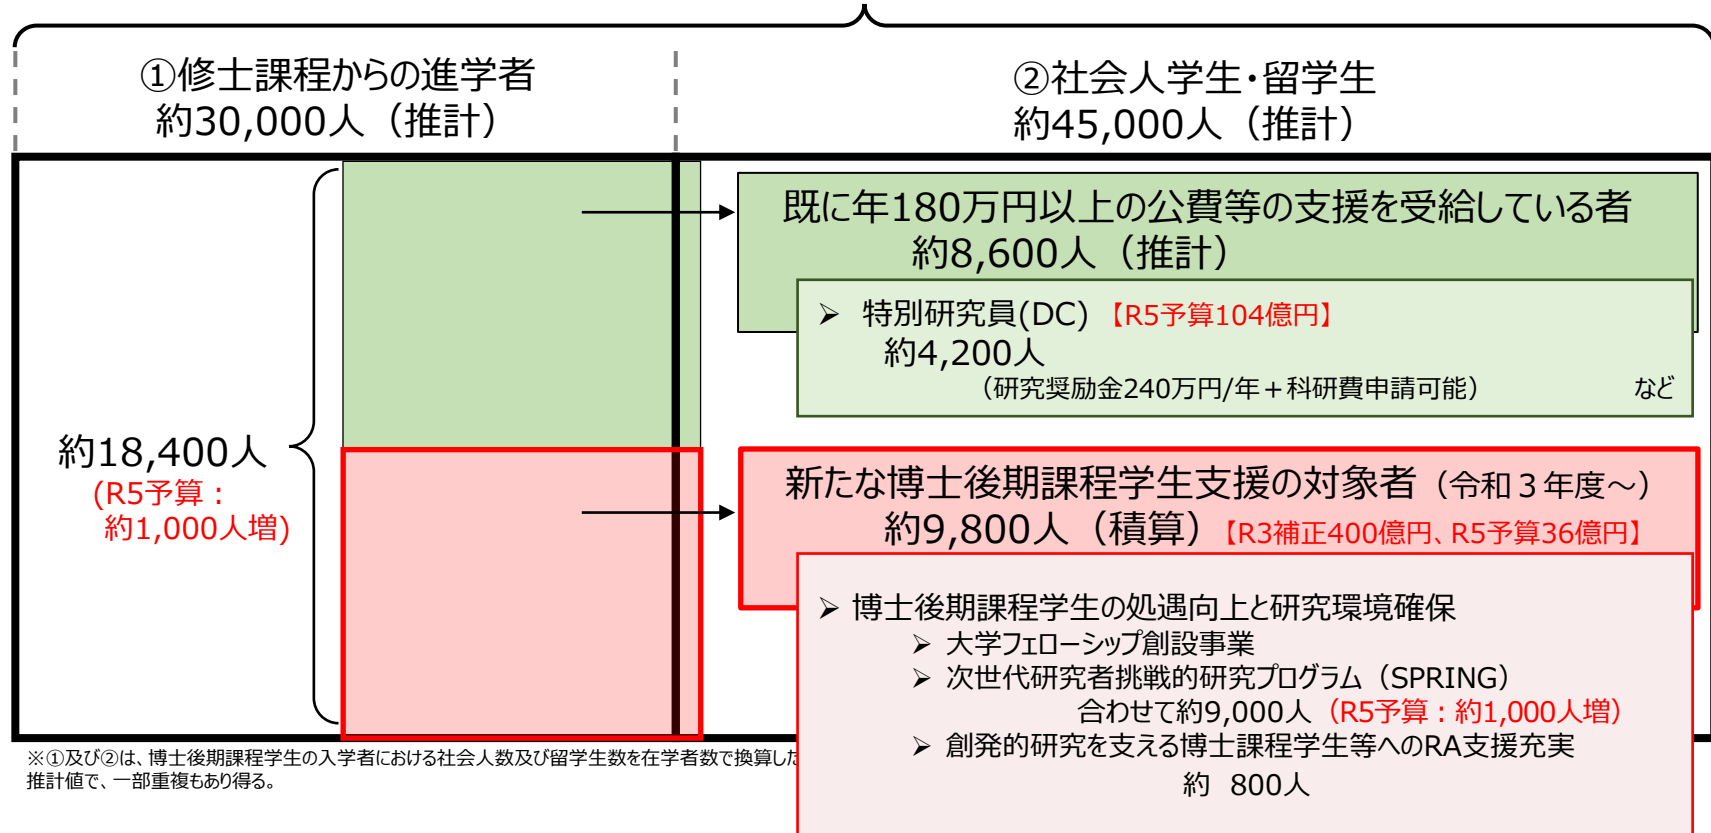 ①修士課程からの進学者
約30,000人（推計）
②社会人学生・留学生
約45,000人（推計）
既に年180万円以上の公費等の支援を受給している者
約8,600人（推計）
➢ 特別研究員(DC) 【R5予算104億円】
約4,200人
（研究奨励金240万円/年＋科研費申請可能） など
約18,400人
(R5予算：
約1,000人増)
新たな博士後期課程学生支援の対象者（令和３年度～）
約9,800人（積算）【R3補正400億円、R5予算36億円】
➢ 博士後期課程学生の処遇向上と研究環境確保
➢ 大学フェローシップ創設事業
➢ 次世代研究者挑戦的研究プログラム（SPRING）
合わせて約9,000人（R5予算：約1,000人増）
➢ 創発的研究を支える博士課程学生等へのRA支援充実
約 800人
※①及び②は、博士後期課程学生の入学者における社会人数及び留学生数を在学者数で換算した
推計値で、一部重複もあり得る。